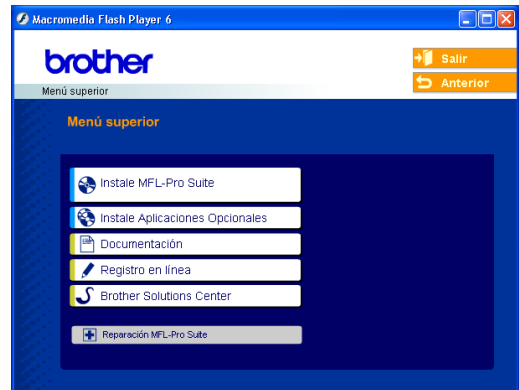 Macromedia Flash Player 6
brother
Salir
Menú superior
Anterior
Menú superior
Instale MFL-Pro Suite
Instale Aplicaciones Opcionales
Documentación
Registro en línea
Brother Solutions Center
Reparación MFL-Pro Suite